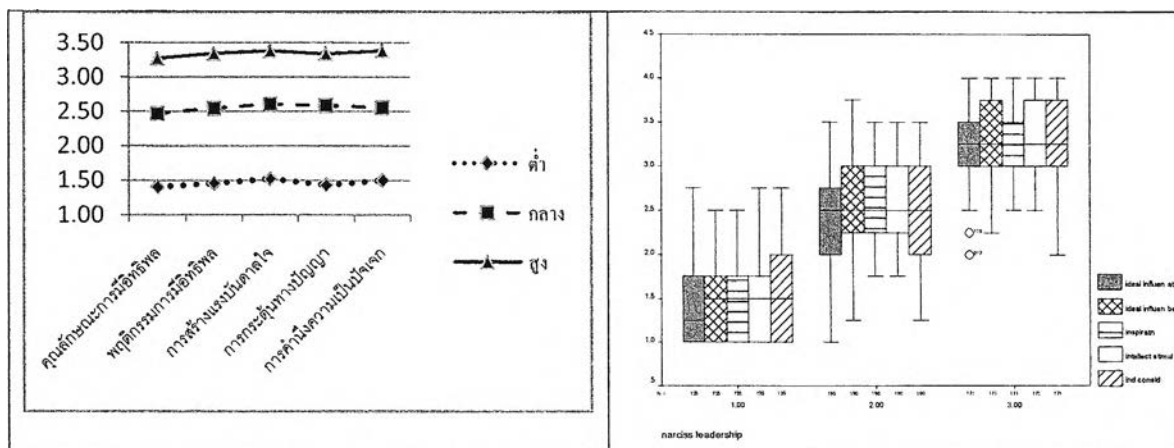 3.50
3.00
2.50
2.00
1.50
1.00
ต่ำ
กลาง
สูง
คุณลักษณะการมีอิทธิพล
พฤติกรรมการมีอิทธิพล
การสร้างแรงบันดาลใจ
การกระตุ้นทางปัญญา
การคำนึงความเป็นปัจเจก
4.5
4.0
3.5
3.0
2.5
2.0
1.5
1.0
.5
1.00
2.00
3.00
narciss leadership
ideal influen
ideal influen be
inspiratn
intellect stimul
ind consid